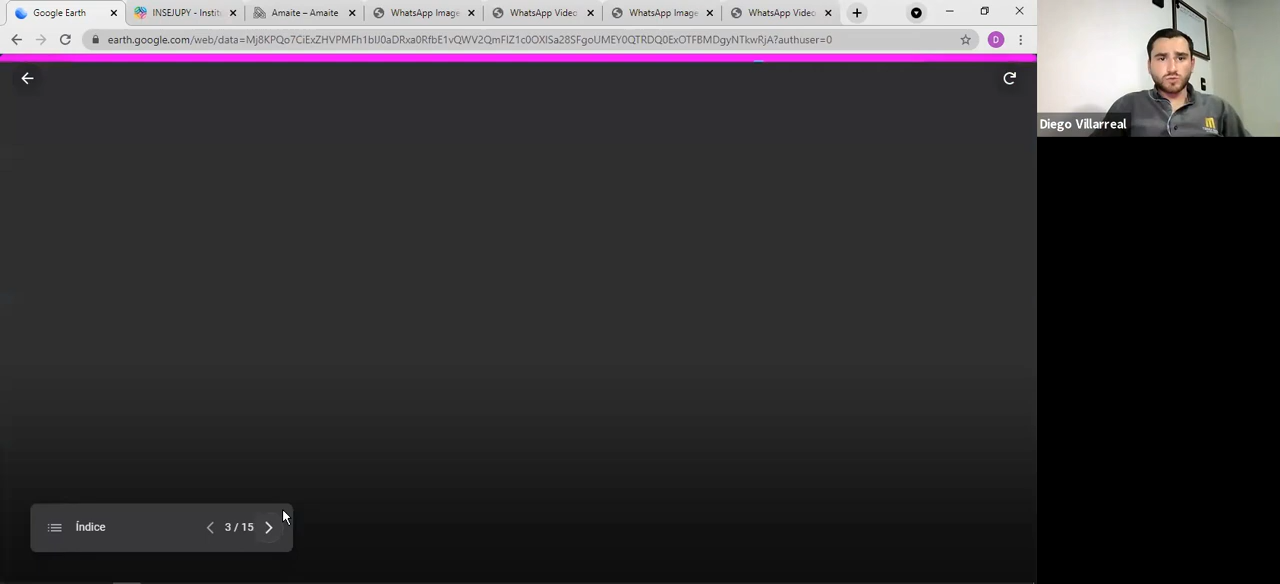 Google Earth
INSEJUPY - Instit
Amaite – Amaite
WhatsApp Image
WhatsApp Video
WhatsApp Image
WhatsApp Video
earth.google.com/web/data=Mj8KPQo7CiExZHVPMFh1blJ0aDRxa0RfbE1vQWV2QmFlZ1c0OXlSa28SFgoUMEY0QTRDQ0ExOTFBMDgyNTkwRjA?authuser=0
D
Diego Villarreal
Índice
3 / 15